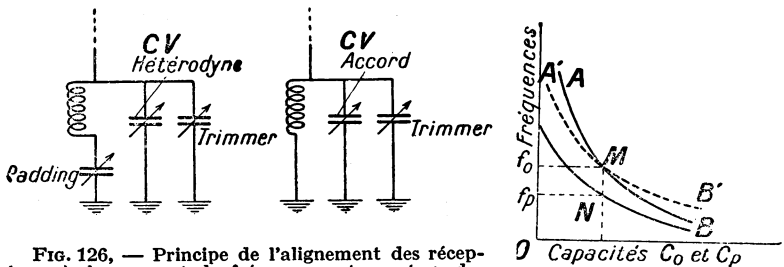 CV
Hétérodyne
Trimmer
Padding
CV
Accord
Trimmer
Fréquences
A' A
M
f₀
B'
fp
N
B
0 Capacités C₀ et Cp
FIG. 126, — Principe de l'alignement des récep-